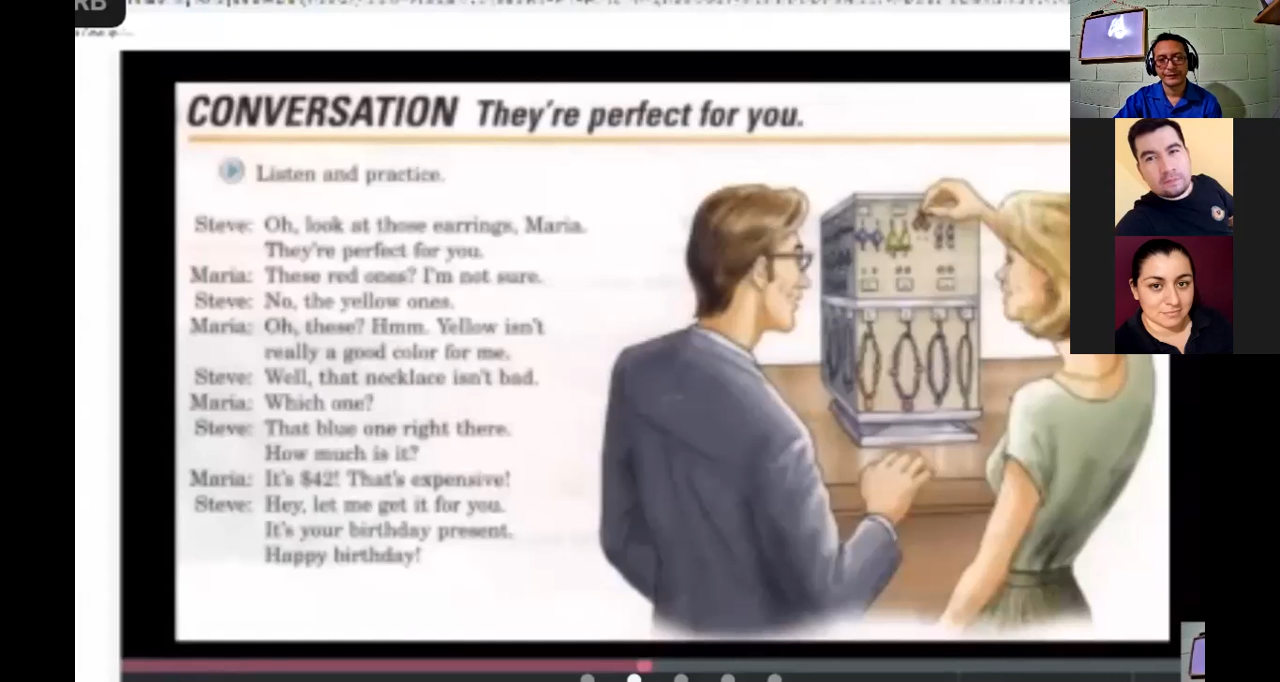 RB
CONVERSATION They're perfect for you.
Listen and practice.
Steve: Oh, look at those earrings, Maria.
They're perfect for you.
Maria: These red ones? I'm not sure.
Steve: No, the yellow ones.
Maria: Oh, these? Hmm. Yellow isn't
really a good color for me.
Steve: Well, that necklace isn't bad.
Maria: Which one?
Steve: That blue one right there.
How much is it?
Maria: It's $42! That's expensive!
Steve: Hey, let me get it for you.
It's your birthday present.
Happy birthday!